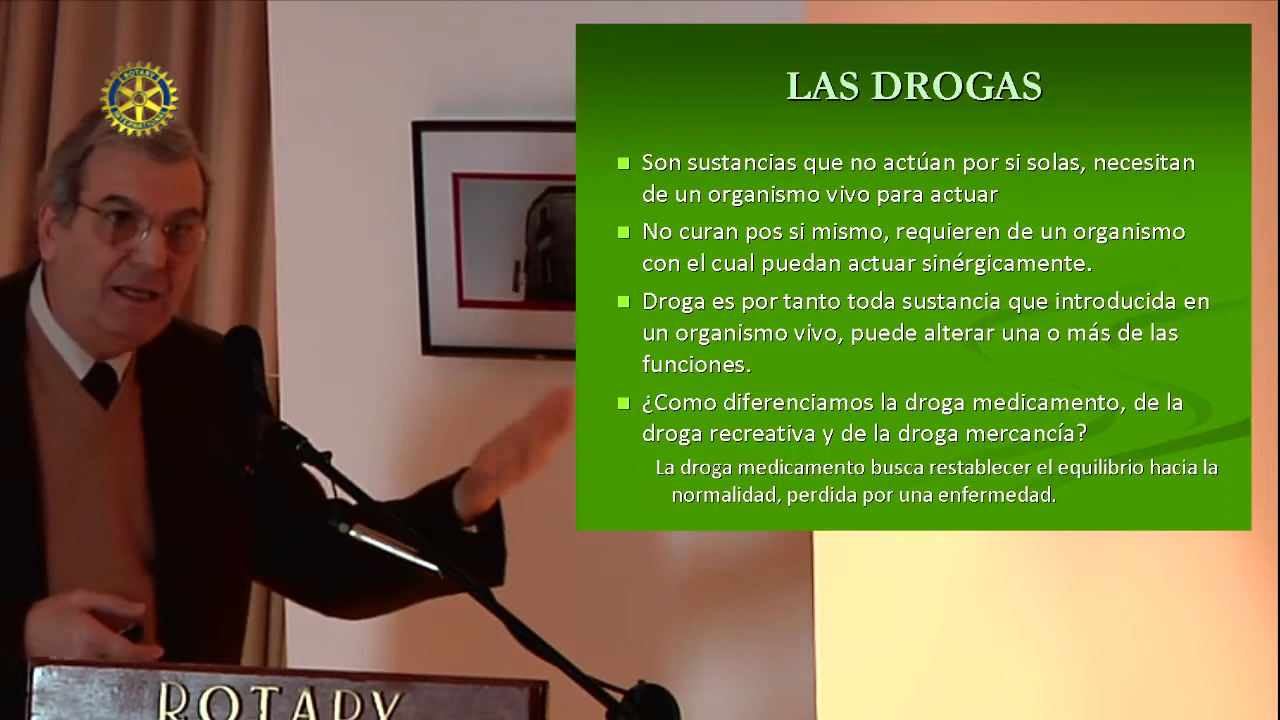 ROTARY
INTERNATIONAL
LAS DROGAS
Son sustancias que no actúan por si solas, necesitan
de un organismo vivo para actuar
No curan pos si mismo, requieren de un organismo
con el cual puedan actuar sinérgicamente.
Droga es por tanto toda sustancia que introducida en
un organismo vivo, puede alterar una o más de las
funciones.
¿Como diferenciamos la droga medicamento, de la
droga recreativa y de la droga mercancía?
La droga medicamento busca restablecer el equilibrio hacia la
normalidad, perdida por una enfermedad.
ROTARY